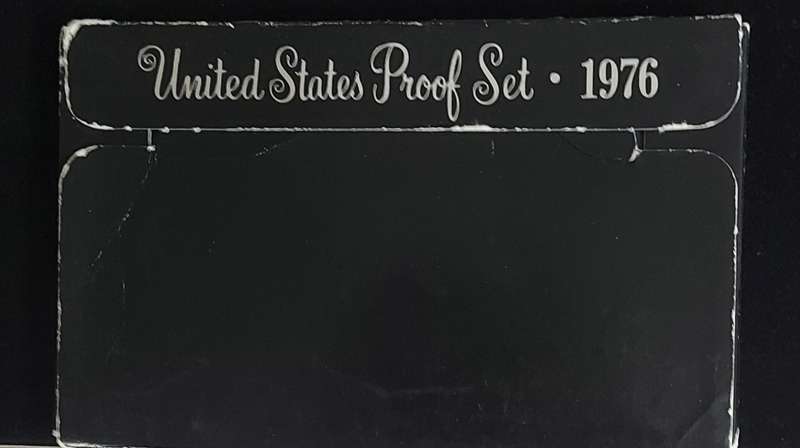 United States Proof Set • 1976